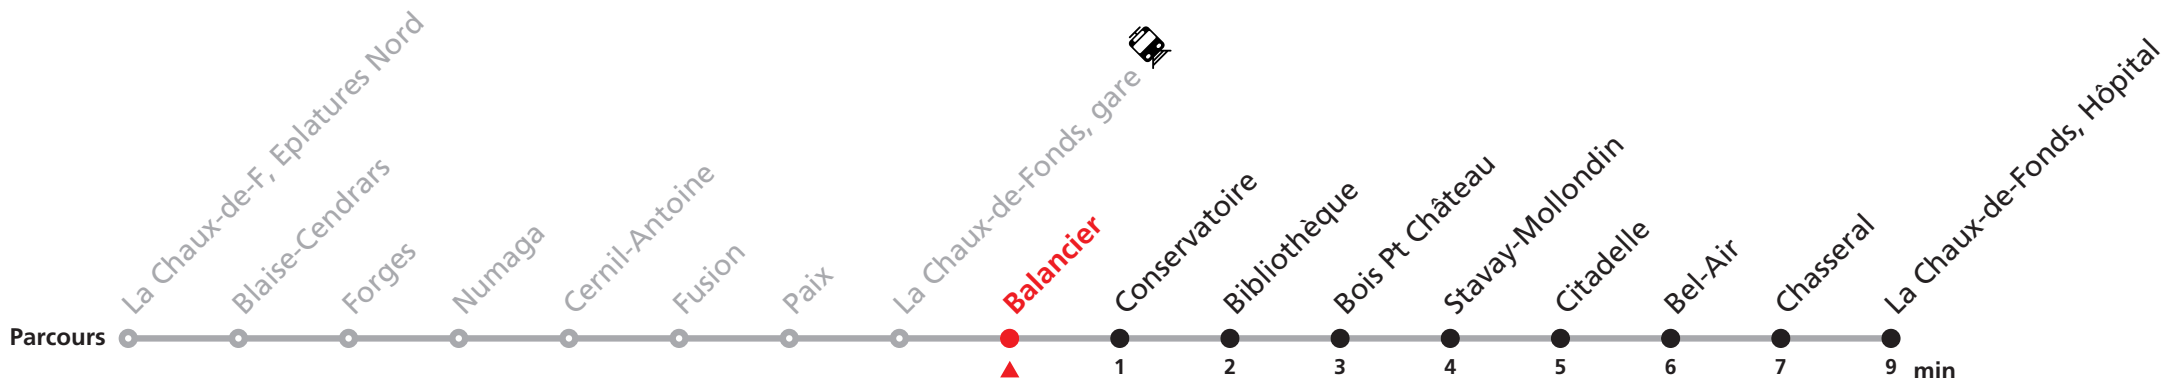 La Chaux-de-F, Eplatures Nord
Blaise-Cendrars
Forges
Numaga
Cernil-Antoine
Fusion
Paix
La Chaux-de-Fonds, gare
Balancier
Conservatoire
Bibliothèque
Bois Pt Château
Stavay-Mollondin
Citadelle
Bel-Air
Chasseral
La Chaux-de-Fonds, Hôpital
Parcours
1 2 3 4 5 6 7 9 min